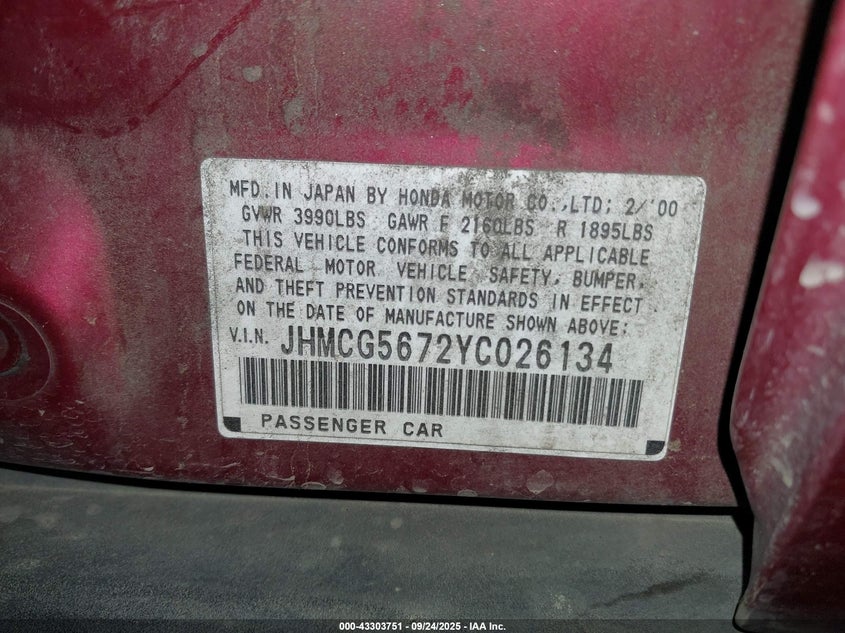 MFD. IN JAPAN BY HONDA MOTOR CO.,LTD; 2/'00
GVWR 3990LBS GAWR F 2160LBS R 1895LBS
THIS VEHICLE CONFORMS TO ALL APPLICABLE
FEDERAL MOTOR VEHICLE SAFETY, BUMPER,
AND THEFT PREVENTION STANDARDS IN EFFECT
ON THE DATE OF MANUFACTURE SHOWN ABOVE:
V.I.N. JHMCG5672YC026134
PASSENGER CAR
000-43303751 - 09/24/2025 - IAA Inc.